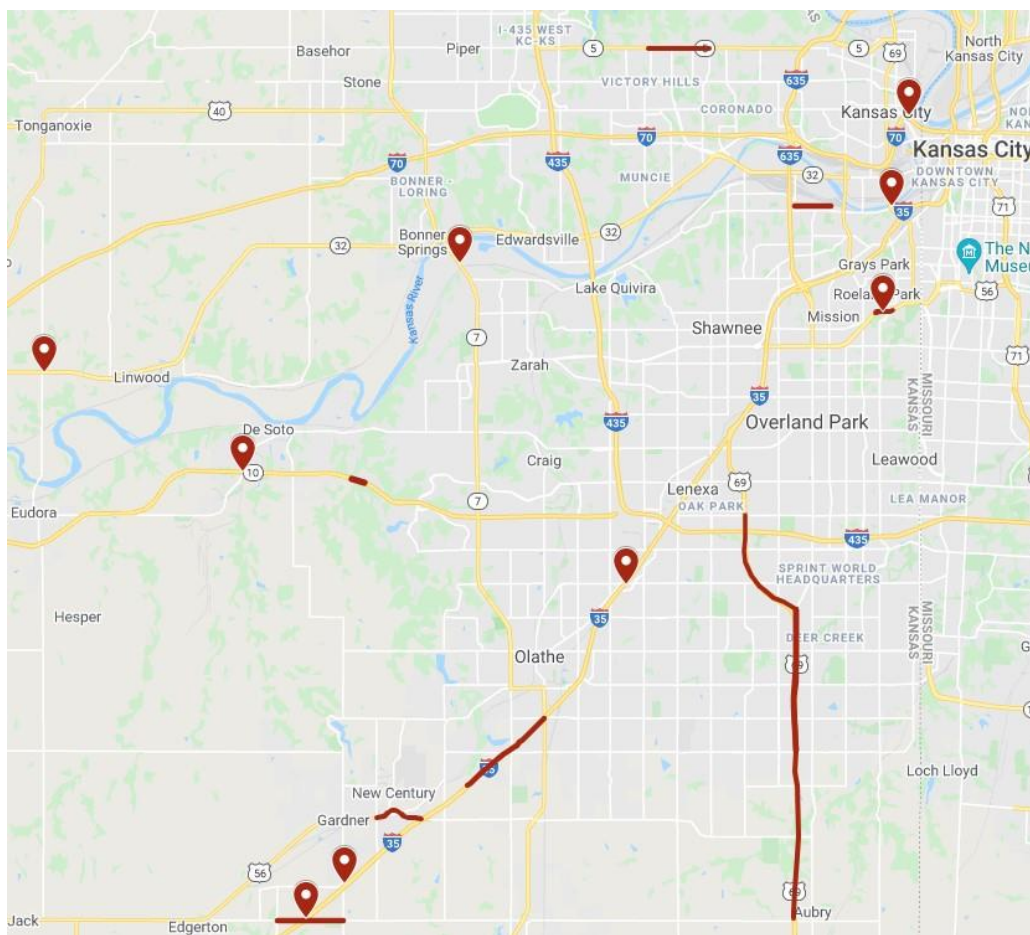 I-435 WEST
KC-KS
Basehor
Piper
5
5
5
69
North
Kansas City
Stone
VICTORY HILLS
635
40
CORONADO
Kansas City
Tonganoxie
70
435
70
635
70
Kansas City
BONNER -
LORING
MUNCIE
32
DOWNTOWN
KANSAS CITY
35
71
32
Bonner
Springs
Edwardsville
32
Grays Park
The N
Museu
Kansas River
Lake Quivira
Roeland Park
56
Mission
7
Shawnee
Zarah
71
Linwood
35
MISSOURI
KANSAS
De Soto
435
Overland Park
10
Craig
Leawood
69
7
Lenexa
OAK PARK
LEA MANOR
Eudora
435
SPRINT WORLD
HEADQUARTERS
Hesper
35
MISSOURI
KANSAS
DEER CREEK
G
Olathe
69
1
35
Loch Lloyd
New Century
Gardner
35
56
69
Jack
Edgerton
Aubry